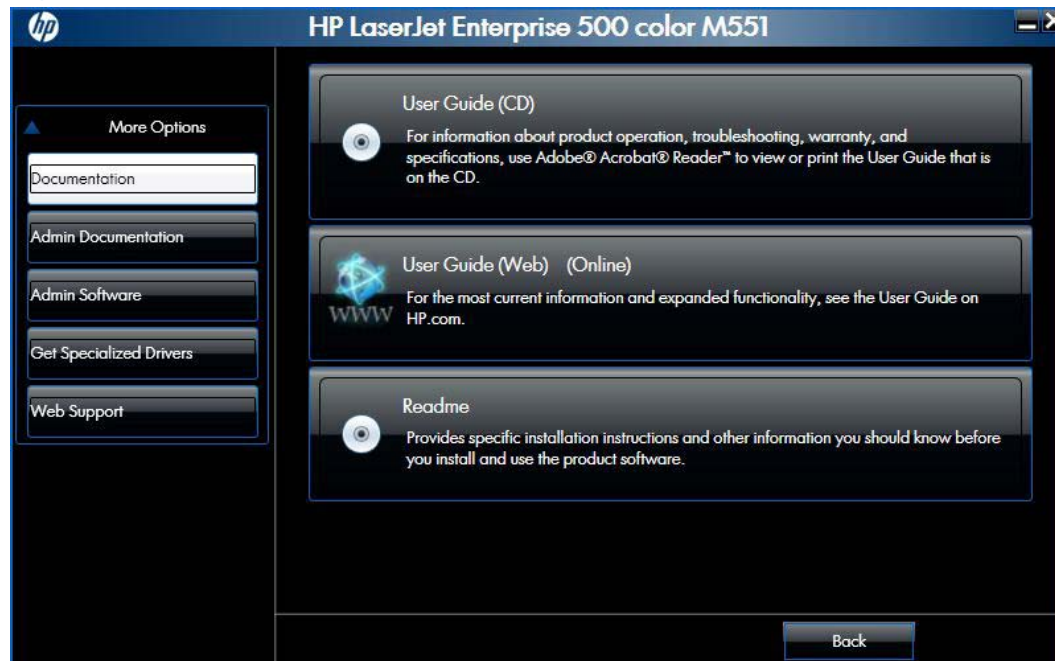 hp
HP LaserJet Enterprise 500 color M551
More Options
Documentation
Admin Documentation
Admin Software
Get Specialized Drivers
Web Support
User Guide (CD)
For information about product operation, troubleshooting, warranty, and
specifications, use Adobe® Acrobat® Reader™ to view or print the User Guide that is
on the CD.
User Guide (Web) (Online)
For the most current information and expanded functionality, see the User Guide on
HP.com.
WWW
Readme
Provides specific installation instructions and other information you should know before
you install and use the product software.
Back